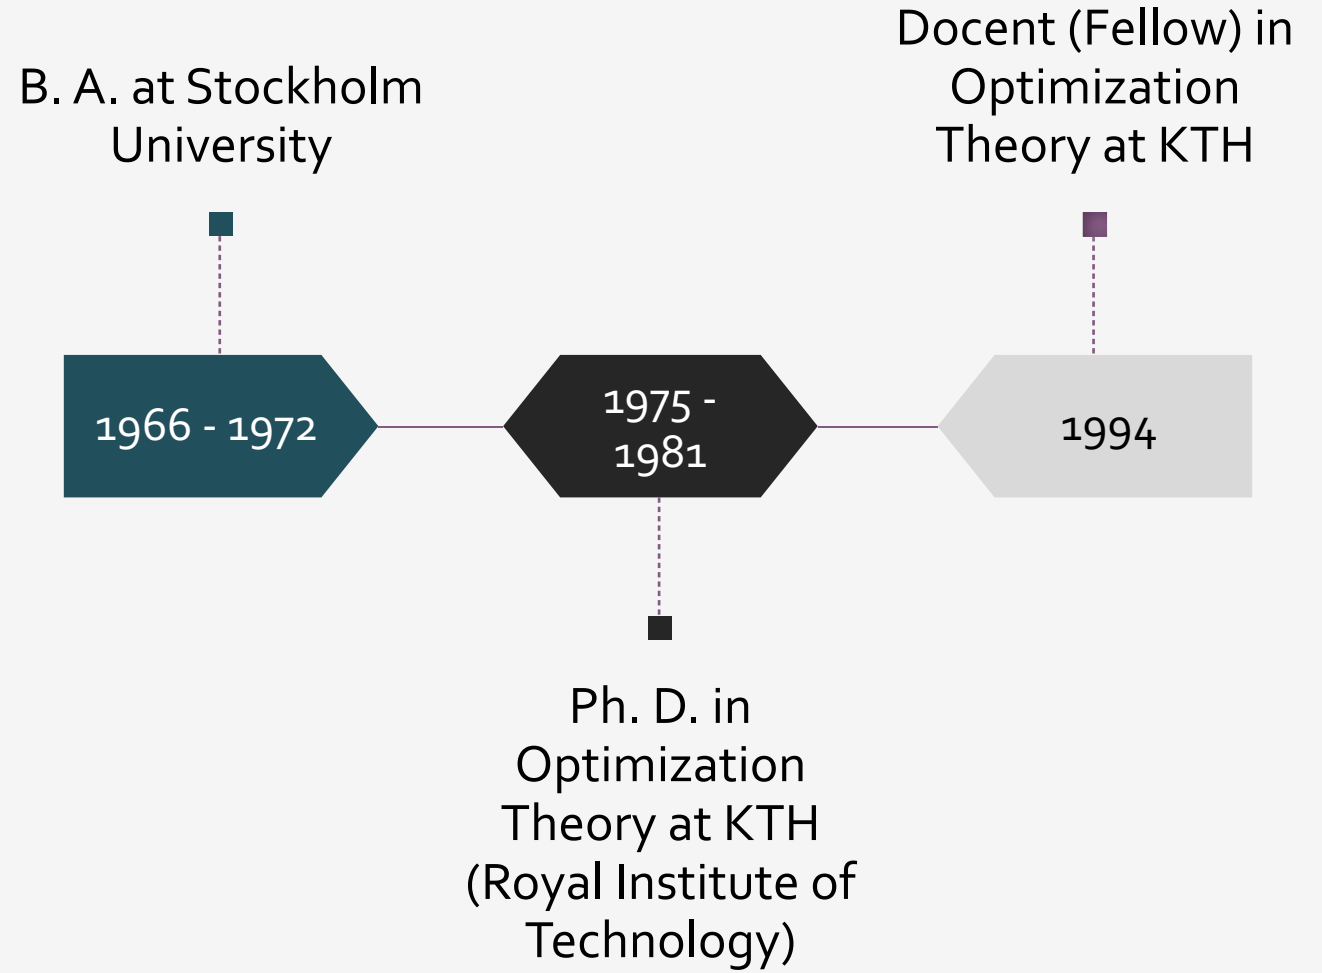 B. A. at Stockholm
University
1966 - 1972
1975 -
1981
Ph. D. in
Optimization
Theory at KTH
(Royal Institute of
Technology)
Docent (Fellow) in
Optimization
Theory at KTH
1994